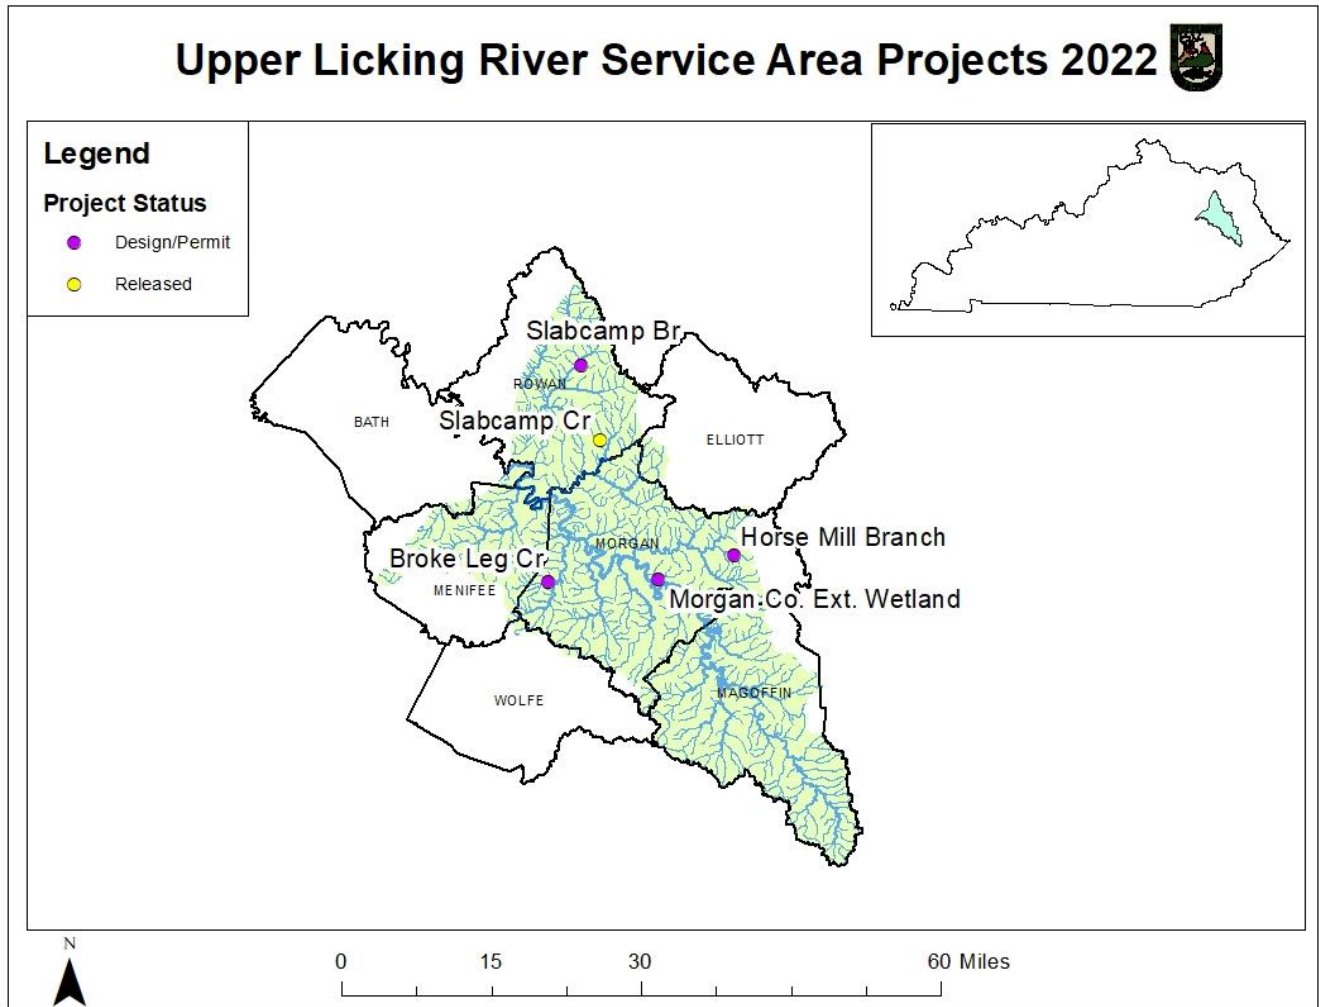 Upper Licking River Service Area Projects 2022
Legend
Project Status
Design/Permit
Released
Slabcamp Br
ROWAN
Slabcamp Cr
BATH
ELLIOTT
Horse Mill Branch
MORGAN
Broke Leg Cr
MENIFEE
Morgan Co. Ext. Wetland
WOLFE
MAGOFFIN
N
0 15 30 60 Miles